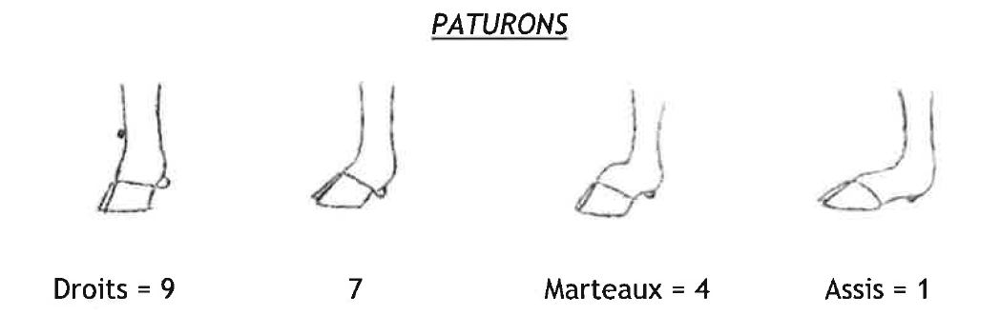 PATURONS
Droits = 9 7 Marteaux = 4 Assis = 1